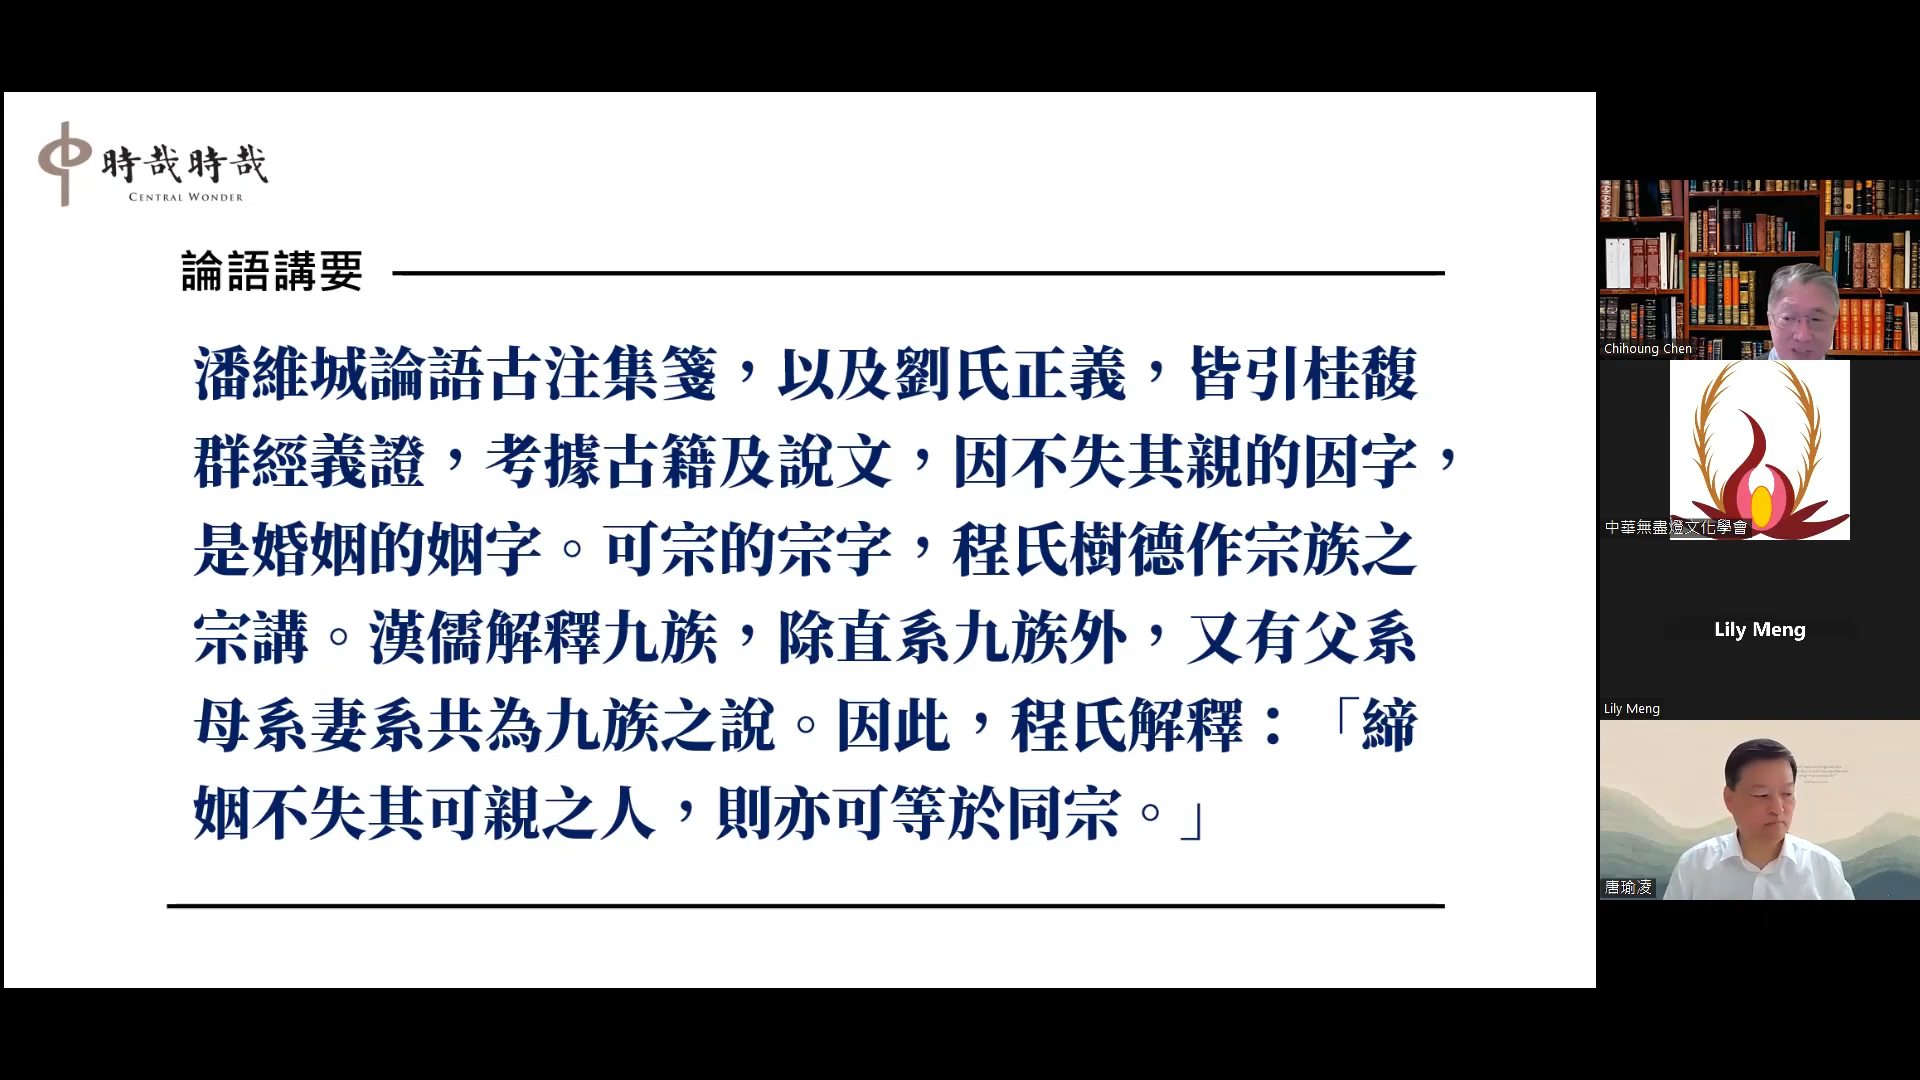 時哉時哉
CENTRAL WONDER
論語講要
潘維城論語古注集箋，以及劉氏正義，皆引桂馥
群經義證，考據古籍及說文，因不失其親的因字，
是婚姻的姻字。可宗的宗字，程氏樹德作宗族之
宗講。漢儒解釋九族，除直系九族外，又有父系
母系妻系共為九族之說。因此，程氏解釋：「締
姻不失其可親之人，則亦可等於同宗。」
Chihoung Chen
中華無盡燈文化學會
Lily Meng
Lily Meng
唐瑜凌